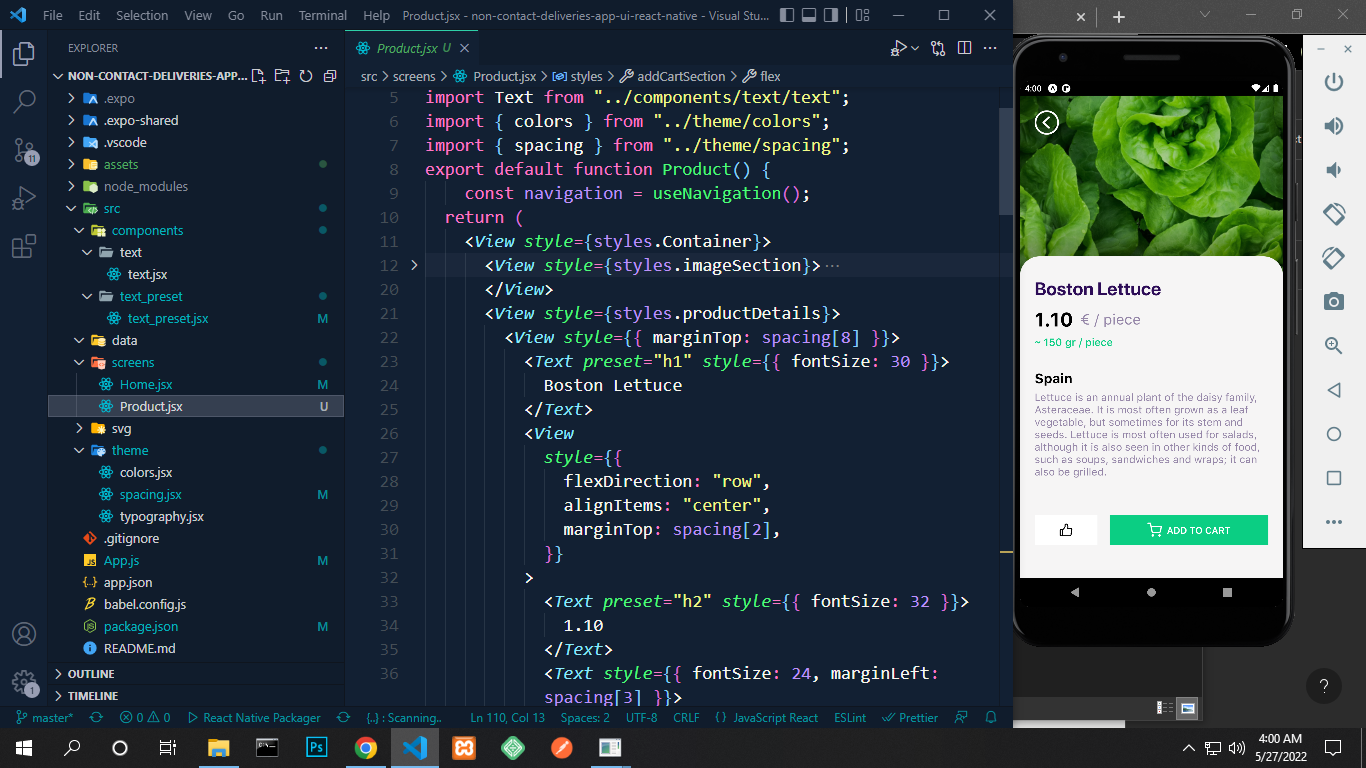 File Edit Selection View Go Run Terminal Help Product.jsx - non-contact-deliveries-app-ui-react-native - Visual Stu...
EXPLORER
NON-CONTACT-DELIVERIES-APP...
.expo
.expo-shared
.vscode
assets
node_modules
src
components
text
text.jsx
text_preset
text_preset.jsx M
data
screens
Home.jsx M
Product.jsx U
svg
theme
colors.jsx
spacing.jsx M
typography.jsx
.gitignore
App.js M
app.json
babel.config.js
package.json M
README.md
OUTLINE
TIMELINE
11
1
Product.jsx U
src > screens > Product.jsx > styles > addCartSection > flex
5 import Text from "../components/text/text";
6 import { colors } from "../theme/colors";
7 import { spacing } from "../theme/spacing";
8 export default function Product() {
9 const navigation = useNavigation();
10 return (
11 <View style={styles.Container}>
12 <View style={styles.imageSection}>···
20 </View>
21 <View style={styles.productDetails}>
22 <View style={{ marginTop: spacing[8] }}>
23 <Text preset="h1" style={{ fontSize: 30 }}>
24 Boston Lettuce
25 </Text>
26 <View
27 style={{
28 flexDirection: "row",
29 alignItems: "center",
30 marginTop: spacing[2],
31 }}
32 >
33 <Text preset="h2" style={{ fontSize: 32 }}>
34 1.10
35 </Text>
36 <Text style={{ fontSize: 24, marginLeft:
spacing[3] }}>
master* 0 0 React Native Packager {..} : Scanning.. Ln 110, Col 13 Spaces: 2 UTF-8 CRLF {} JavaScript React ESLint Prettier
4:00
Boston Lettuce
1.10 € / piece
~ 150 gr / piece
Spain
Lettuce is an annual plant of the daisy family,
Asteraceae. It is most often grown as a leaf
vegetable, but sometimes for its stem and
seeds. Lettuce is most often used for salads,
although it is also seen in other kinds of food,
such as soups, sandwiches and wraps; it can
also be grilled.
ADD TO CART
?
Ps
4:00 AM
5/27/2022